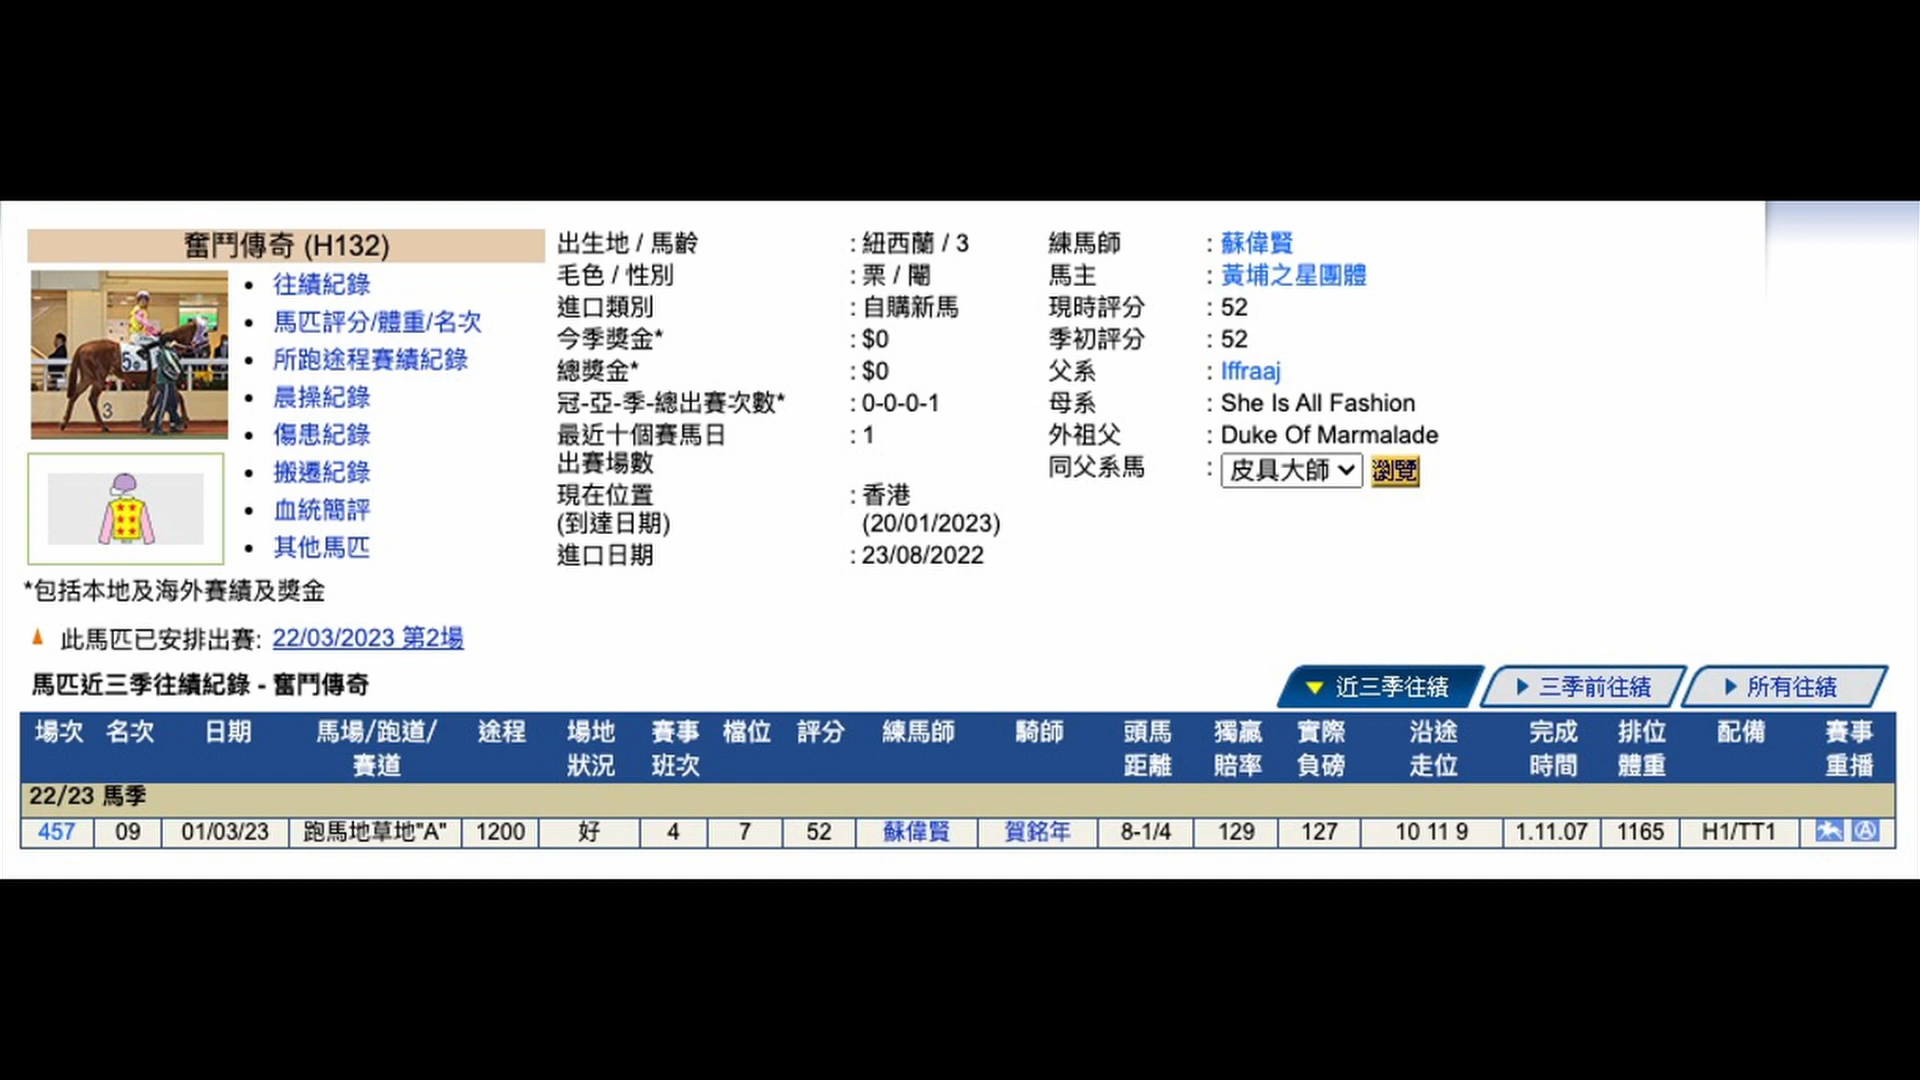 奮鬥傳奇 (H132)
• 往績紀錄
• 馬匹評分/體重/名次
• 所跑途程賽績紀錄
• 晨操紀錄
• 傷患紀錄
• 搬遷紀錄
• 血統簡評
• 其他馬匹
出生地 / 馬齡 : 紐西蘭 / 3
毛色 / 性別 : 栗 / 閹
進口類別 : 自購新馬
今季獎金* : $0
總獎金* : $0
冠-亞-季-總出賽次數* : 0-0-0-1
最近十個賽馬日 : 1
出賽場數
現在位置 : 香港
(到達日期) (20/01/2023)
進口日期 : 23/08/2022
練馬師 : 蘇偉賢
馬主 : 黃埔之星團體
現時評分 : 52
季初評分 : 52
父系 : Iffraaj
母系 : She Is All Fashion
外祖父 : Duke Of Marmalade
同父系馬 : 皮具大師 瀏覽
*包括本地及海外賽績及獎金
此馬匹已安排出賽: 22/03/2023 第2場
馬匹近三季往績紀錄 - 奮鬥傳奇
近三季往績 三季前往績 所有往績
場次 名次 日期 馬場/跑道/ 途程 場地 賽事 檔位 評分 練馬師 騎師 頭馬 獨贏 實際 沿途 完成 排位 配備 賽事
賽道 狀況 班次 距離 賠率 負磅 走位 時間 體重 重播
22/23 馬季
457 09 01/03/23 跑馬地草地"A" 1200 好 4 7 52 蘇偉賢 賀銘年 8-1/4 129 127 10 11 9 1.11.07 1165 H1/TT1